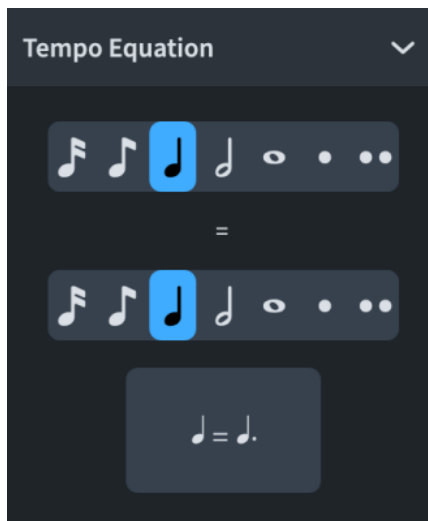 Tempo Equation
=
♩ = ♩.